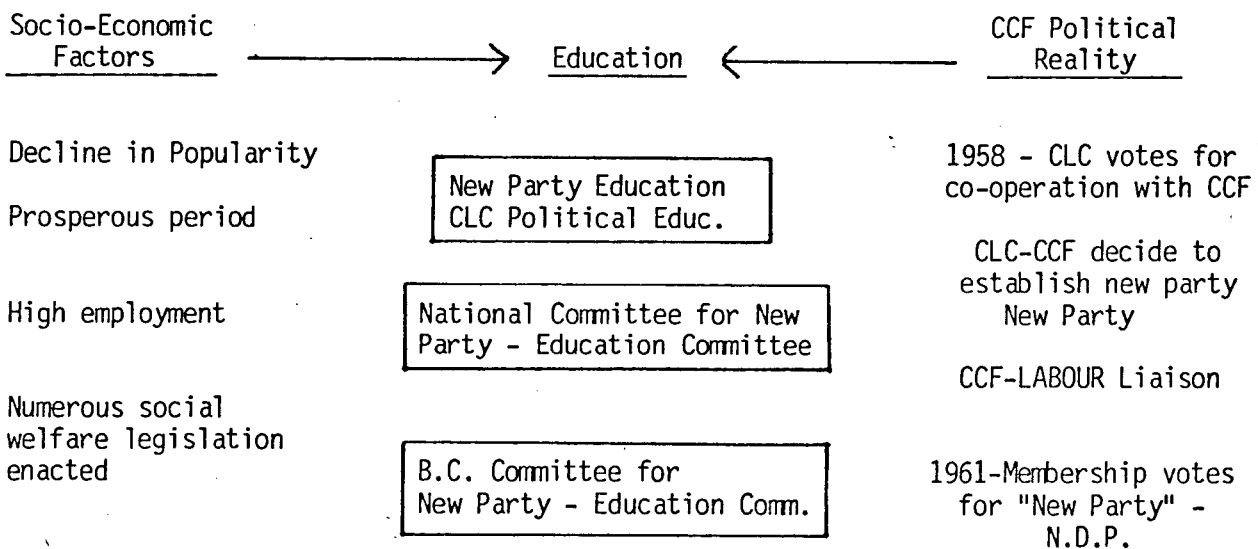 Socio-Economic
Factors
Education
CCF Political
Reality
Decline in Popularity
Prosperous period
High employment
Numerous social
welfare legislation
enacted
New Party Education
CLC Political Educ.
National Committee for New
Party - Education Committee
B.C. Committee for
New Party - Education Comm.
1958 - CLC votes for
co-operation with CCF
CLC-CCF decide to
establish new party
New Party
CCF-LABOUR Liaison
1961-Membership votes
for "New Party" -
N.D.P.